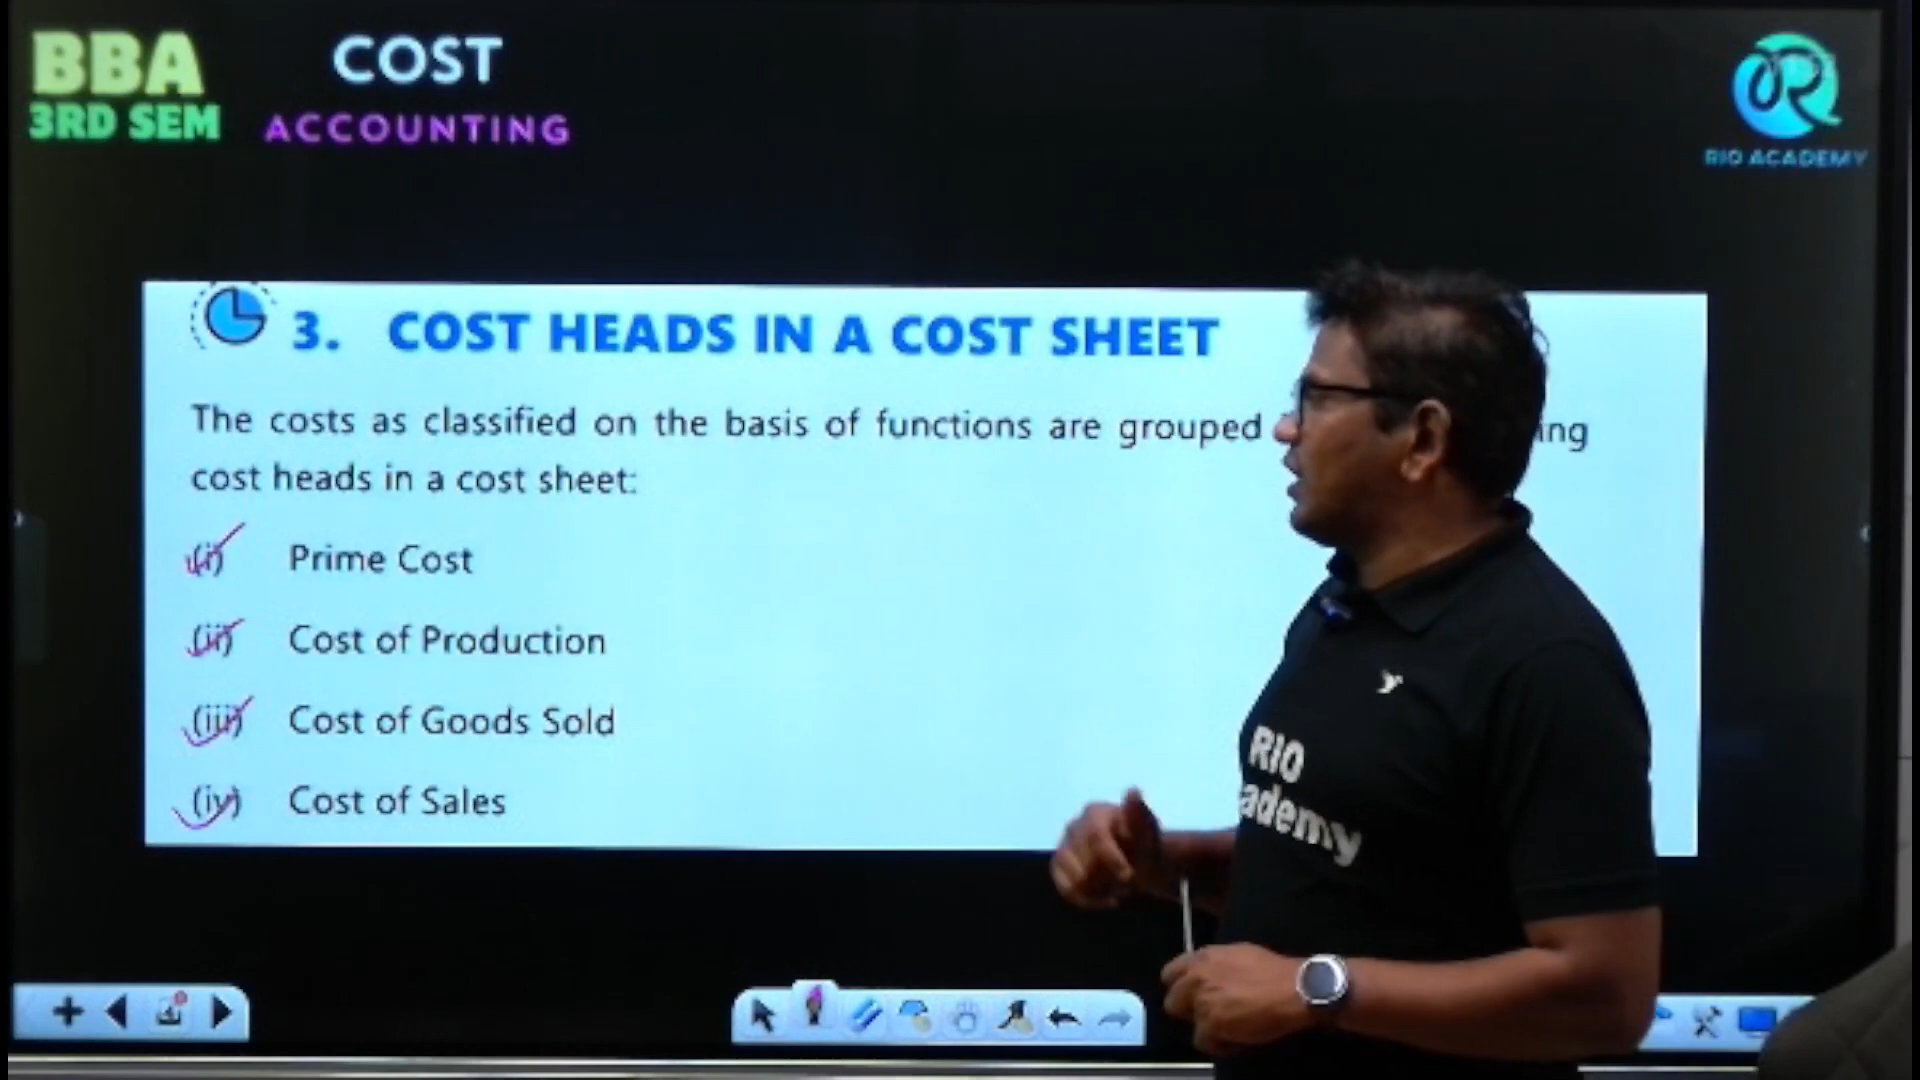 BBA
3RD SEM
COST
ACCOUNTING
RIO ACADEMY
3. COST HEADS IN A COST SHEET
The costs as classified on the basis of functions are grouped ing
cost heads in a cost sheet:
(i) Prime Cost
(ii) Cost of Production
(iii) Cost of Goods Sold
(iv) Cost of Sales
RIO
ademy